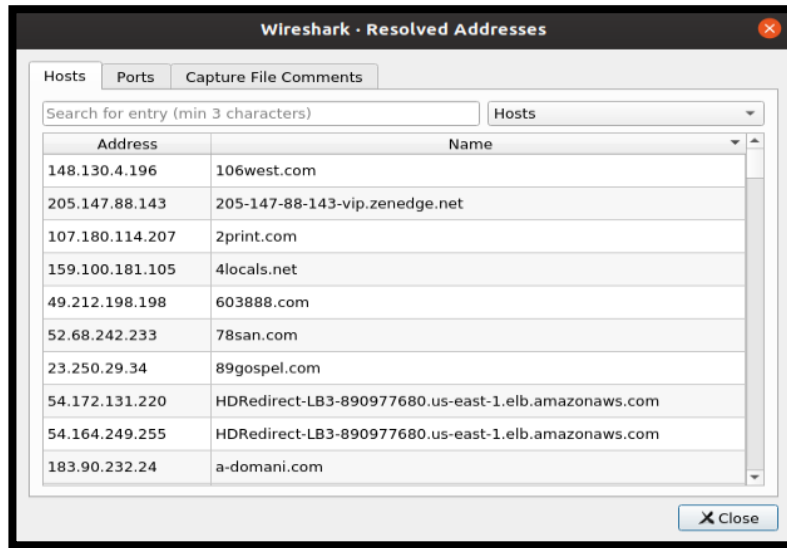 Wireshark · Resolved Addresses
Hosts Ports Capture File Comments
Search for entry (min 3 characters) Hosts
Address Name
148.130.4.196 106west.com
205.147.88.143 205-147-88-143-vip.zenedge.net
107.180.114.207 2print.com
159.100.181.105 4locals.net
49.212.198.198 603888.com
52.68.242.233 78san.com
23.250.29.34 89gospel.com
54.172.131.220 HDRedirect-LB3-890977680.us-east-1.elb.amazonaws.com
54.164.249.255 HDRedirect-LB3-890977680.us-east-1.elb.amazonaws.com
183.90.232.24 a-domani.com
Close